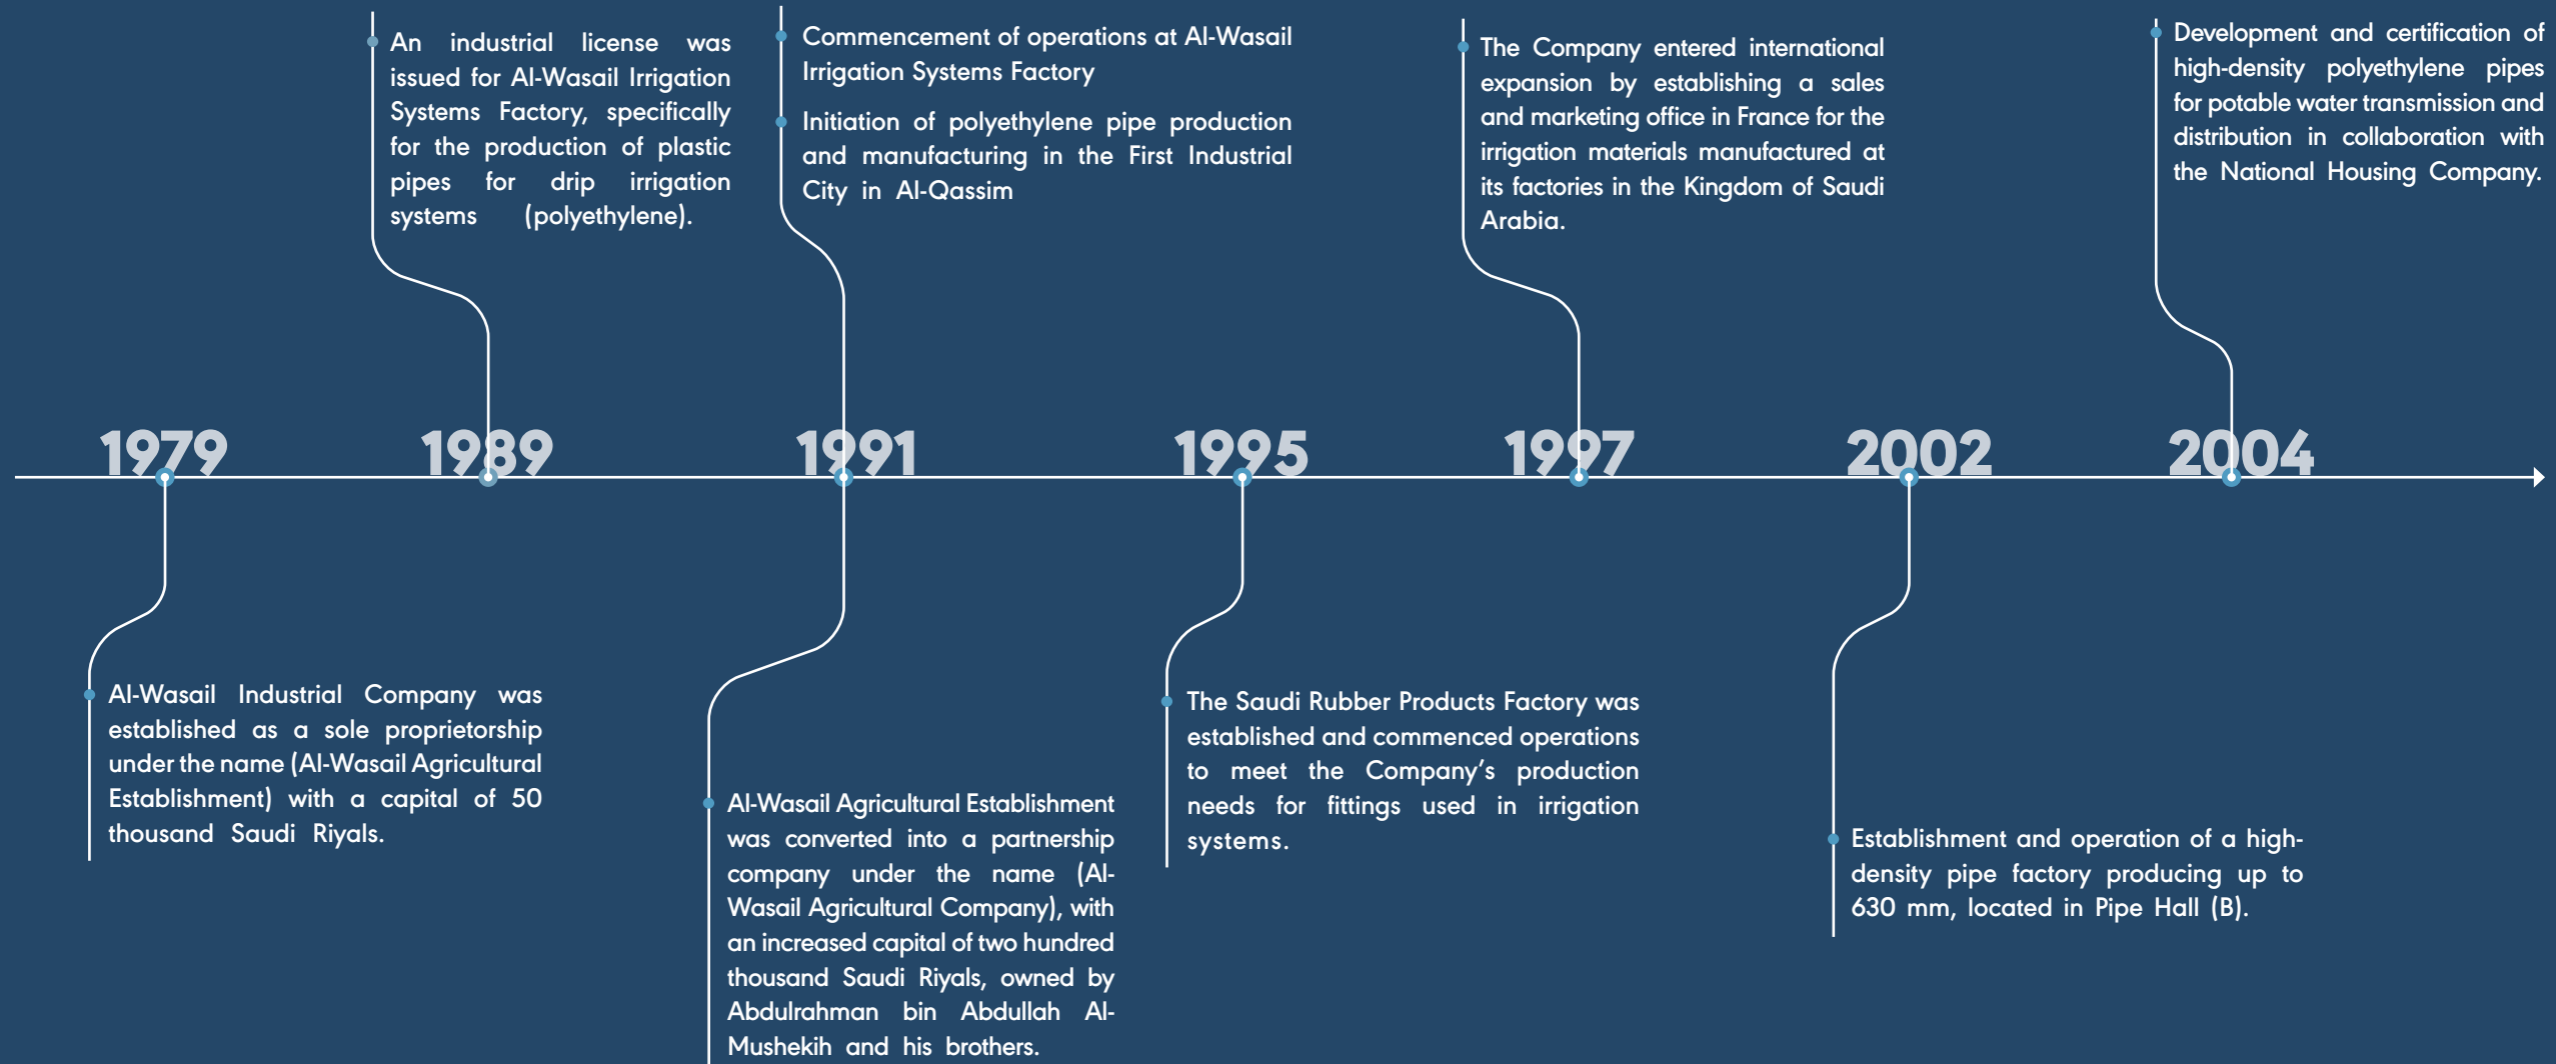 An industrial license was
issued for Al-Wasail Irrigation
Systems Factory, specifically
for the production of plastic
pipes for drip irrigation
systems (polyethylene).
Commencement of operations at Al-Wasail
Irrigation Systems Factory
Initiation of polyethylene pipe production
and manufacturing in the First Industrial
City in Al-Qassim
The Company entered international
expansion by establishing a sales
and marketing office in France for the
irrigation materials manufactured at
its factories in the Kingdom of Saudi
Arabia.
Development and certification of
high-density polyethylene pipes
for potable water transmission and
distribution in collaboration with
the National Housing Company.
1979 1989 1991 1995 1997 2002 2004
Al-Wasail Industrial Company was
established as a sole proprietorship
under the name (Al-Wasail Agricultural
Establishment) with a capital of 50
thousand Saudi Riyals.
Al-Wasail Agricultural Establishment
was converted into a partnership
company under the name (Al-
Wasail Agricultural Company), with
an increased capital of two hundred
thousand Saudi Riyals, owned by
Abdulrahman bin Abdullah Al-
Mushekih and his brothers.
The Saudi Rubber Products Factory was
established and commenced operations
to meet the Company's production
needs for fittings used in irrigation
systems.
Establishment and operation of a high-
density pipe factory producing up to
630 mm, located in Pipe Hall (B).